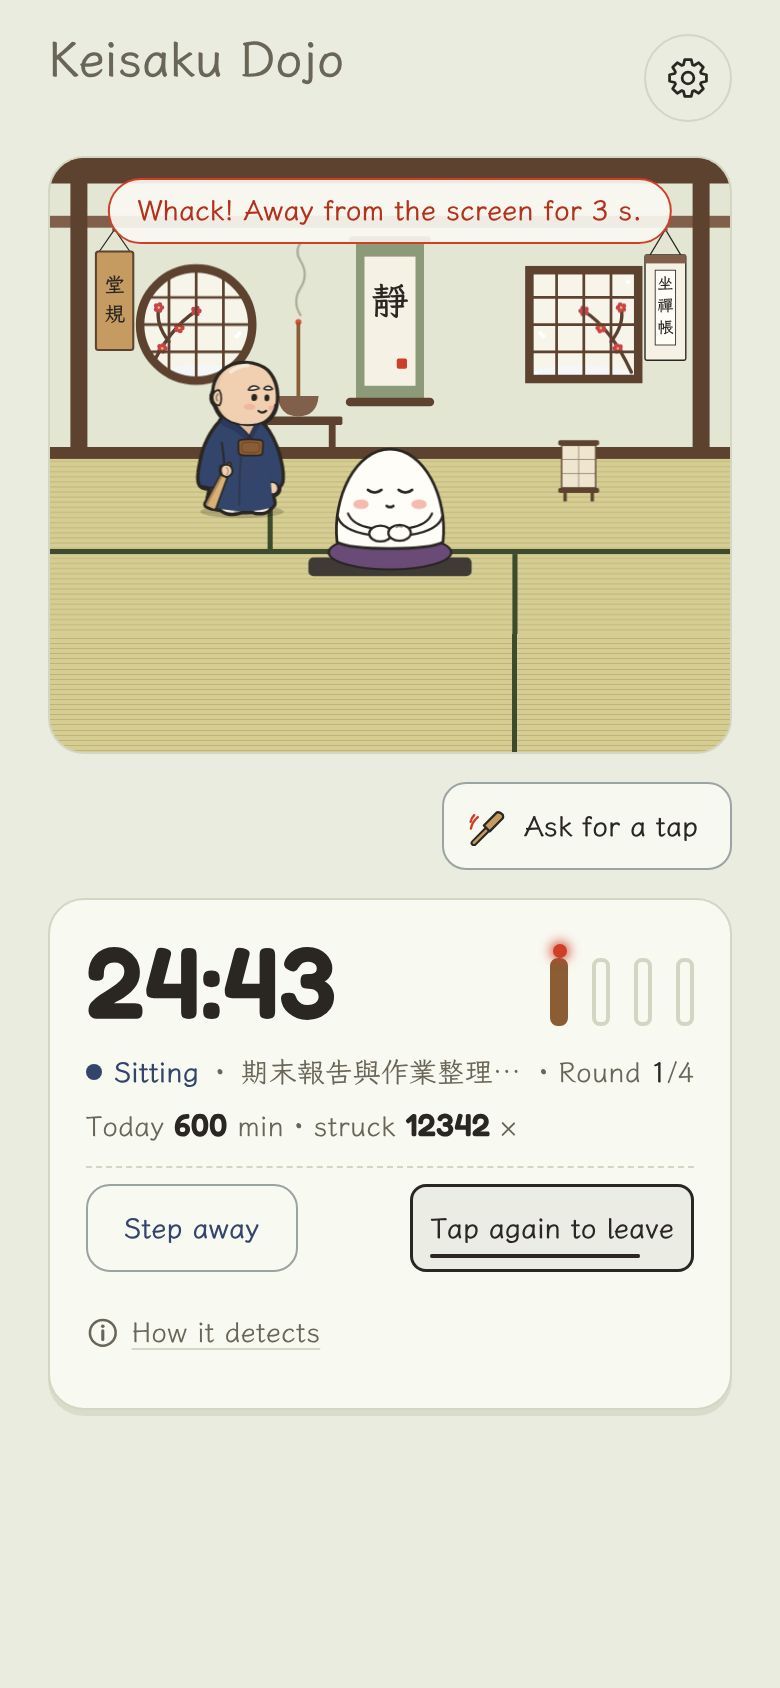 Keisaku Dojo
Whack! Away from the screen for 3 s.
堂規
靜
坐禪帳
Ask for a tap
24:43
Sitting · 期末報告與作業整理… · Round 1/4
Today 600 min · struck 12342 ×
Step away
Tap again to leave
How it detects